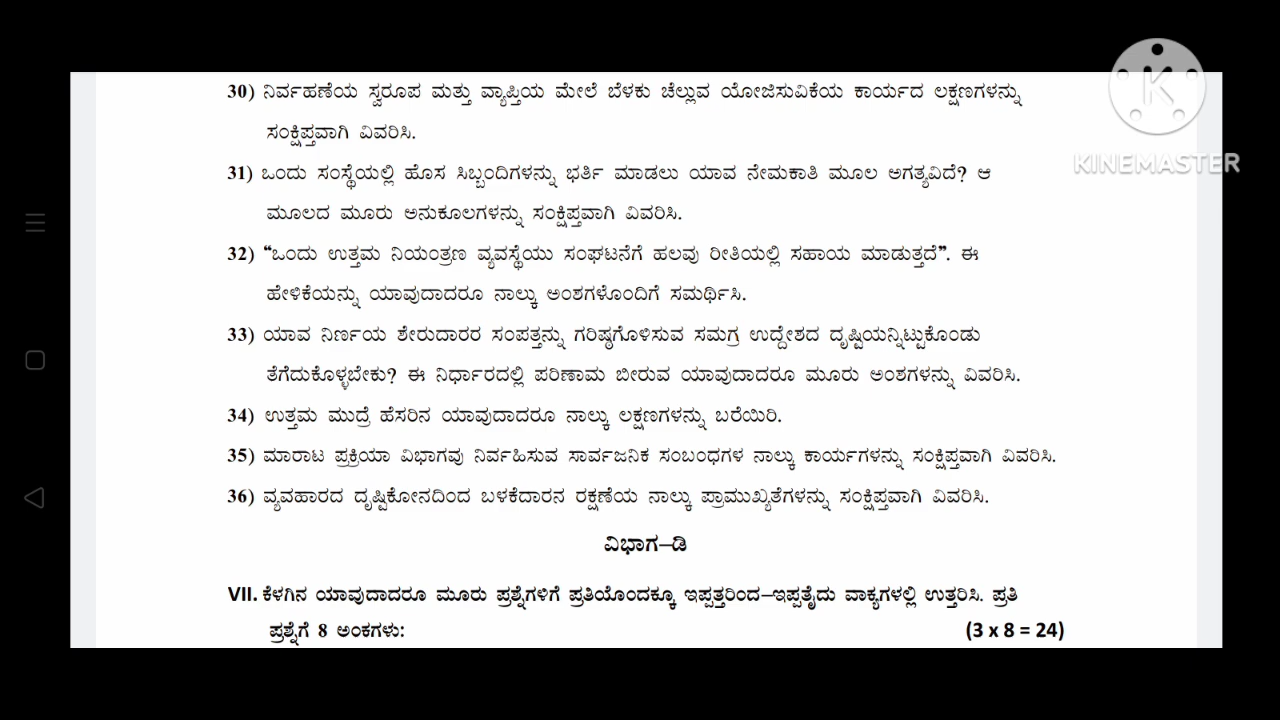 30) ನಿರ್ವಹಣೆಯ ಸ್ವರೂಪ ಮತ್ತು ವ್ಯಾಪ್ತಿಯ ಮೇಲೆ ಬೆಳಕು ಚೆಲ್ಲುವ ಯೋಜಿಸುವಿಕೆಯ ಕಾರ್ಯದ ಲಕ್ಷಣಗಳನ್ನು
ಸಂಕ್ಷಿಪ್ತವಾಗಿ ವಿವರಿಸಿ.
KINEMASTER
31) ಒಂದು ಸಂಸ್ಥೆಯಲ್ಲಿ ಹೊಸ ಸಿಬ್ಬಂದಿಗಳನ್ನು ಭರ್ತಿ ಮಾಡಲು ಯಾವ ನೇಮಕಾತಿ ಮೂಲ ಅಗತ್ಯವಿದೆ? ಆ
ಮೂಲದ ಮೂರು ಅನುಕೂಲಗಳನ್ನು ಸಂಕ್ಷಿಪ್ತವಾಗಿ ವಿವರಿಸಿ.
32) “ಒಂದು ಉತ್ತಮ ನಿಯಂತ್ರಣ ವ್ಯವಸ್ಥೆಯು ಸಂಘಟನೆಗೆ ಹಲವು ರೀತಿಯಲ್ಲಿ ಸಹಾಯ ಮಾಡುತ್ತದೆ”. ಈ
ಹೇಳಿಕೆಯನ್ನು ಯಾವುದಾದರೂ ನಾಲ್ಕು ಅಂಶಗಳೊಂದಿಗೆ ಸಮರ್ಥಿಸಿ.
33) ಯಾವ ನಿರ್ಣಯ ಶೇರುದಾರರ ಸಂಪತ್ತನ್ನು ಗರಿಷ್ಠಗೊಳಿಸುವ ಸಮಗ್ರ ಉದ್ದೇಶದ ದೃಷ್ಟಿಯನ್ನಿಟ್ಟುಕೊಂಡು
ತೆಗೆದುಕೊಳ್ಳಬೇಕು? ಈ ನಿರ್ಧಾರದಲ್ಲಿ ಪರಿಣಾಮ ಬೀರುವ ಯಾವುದಾದರೂ ಮೂರು ಅಂಶಗಳನ್ನು ವಿವರಿಸಿ.
34) ಉತ್ತಮ ಮುದ್ರೆ ಹೆಸರಿನ ಯಾವುದಾದರೂ ನಾಲ್ಕು ಲಕ್ಷಣಗಳನ್ನು ಬರೆಯಿರಿ.
35) ಮಾರಾಟ ಪ್ರಕ್ರಿಯಾ ವಿಭಾಗವು ನಿರ್ವಹಿಸುವ ಸಾರ್ವಜನಿಕ ಸಂಬಂಧಗಳ ನಾಲ್ಕು ಕಾರ್ಯಗಳನ್ನು ಸಂಕ್ಷಿಪ್ತವಾಗಿ ವಿವರಿಸಿ.
36) ವ್ಯವಹಾರದ ದೃಷ್ಟಿಕೋನದಿಂದ ಬಳಕೆದಾರನ ರಕ್ಷಣೆಯ ನಾಲ್ಕು ಪ್ರಾಮುಖ್ಯತೆಗಳನ್ನು ಸಂಕ್ಷಿಪ್ತವಾಗಿ ವಿವರಿಸಿ.
ವಿಭಾಗ–ಡಿ
VII. ಕೆಳಗಿನ ಯಾವುದಾದರೂ ಮೂರು ಪ್ರಶ್ನೆಗಳಿಗೆ ಪ್ರತಿಯೊಂದಕ್ಕೂ ಇಪ್ಪತ್ತರಿಂದ–ಇಪ್ಪತೈದು ವಾಕ್ಯಗಳಲ್ಲಿ ಉತ್ತರಿಸಿ. ಪ್ರತಿ
ಪ್ರಶ್ನೆಗೆ 8 ಅಂಕಗಳು: (3 x 8 = 24)